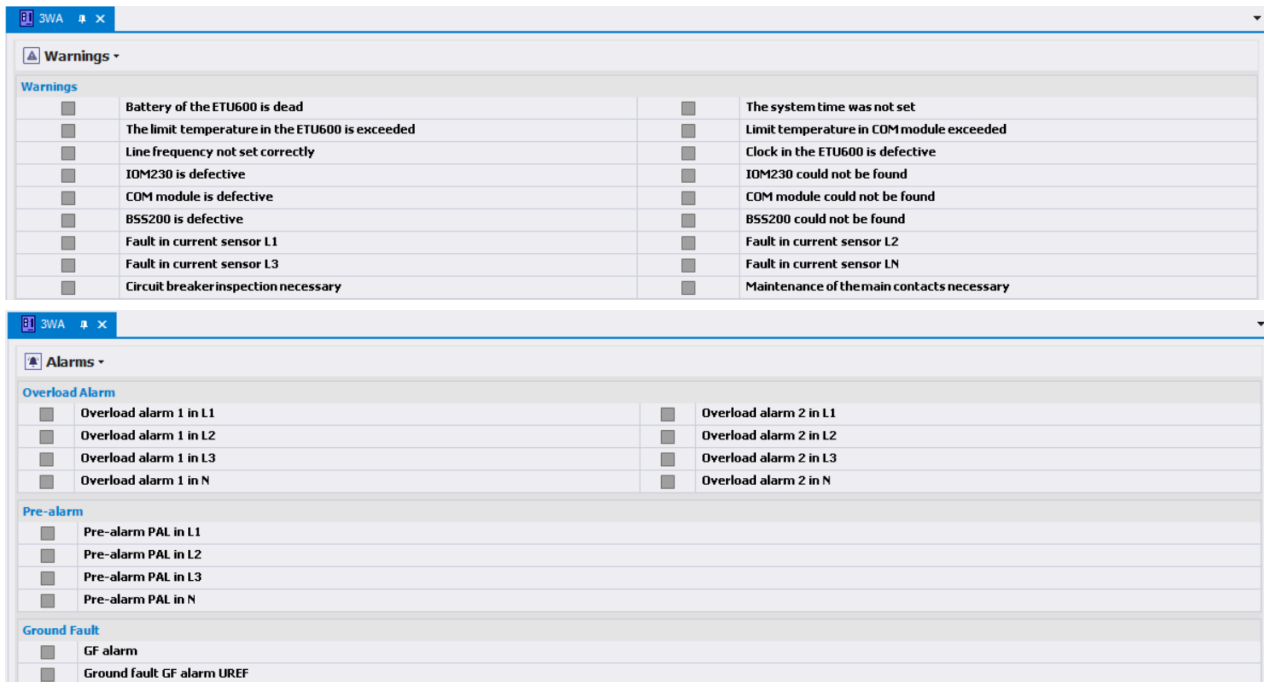 3WA
Warnings
Warnings
Battery of the ETU600 is dead
The system time was not set
The limit temperature in the ETU600 is exceeded
Limit temperature in COM module exceeded
Line frequency not set correctly
Clock in the ETU600 is defective
IOM230 is defective
IOM230 could not be found
COM module is defective
COM module could not be found
BSS200 is defective
BSS200 could not be found
Fault in current sensor L1
Fault in current sensor L2
Fault in current sensor L3
Fault in current sensor LN
Circuit breaker inspection necessary
Maintenance of the main contacts necessary
3WA
Alarms
Overload Alarm
Overload alarm 1 in L1
Overload alarm 2 in L1
Overload alarm 1 in L2
Overload alarm 2 in L2
Overload alarm 1 in L3
Overload alarm 2 in L3
Overload alarm 1 in N
Overload alarm 2 in N
Pre-alarm
Pre-alarm PAL in L1
Pre-alarm PAL in L2
Pre-alarm PAL in L3
Pre-alarm PAL in N
Ground Fault
GF alarm
Ground fault GF alarm UREF